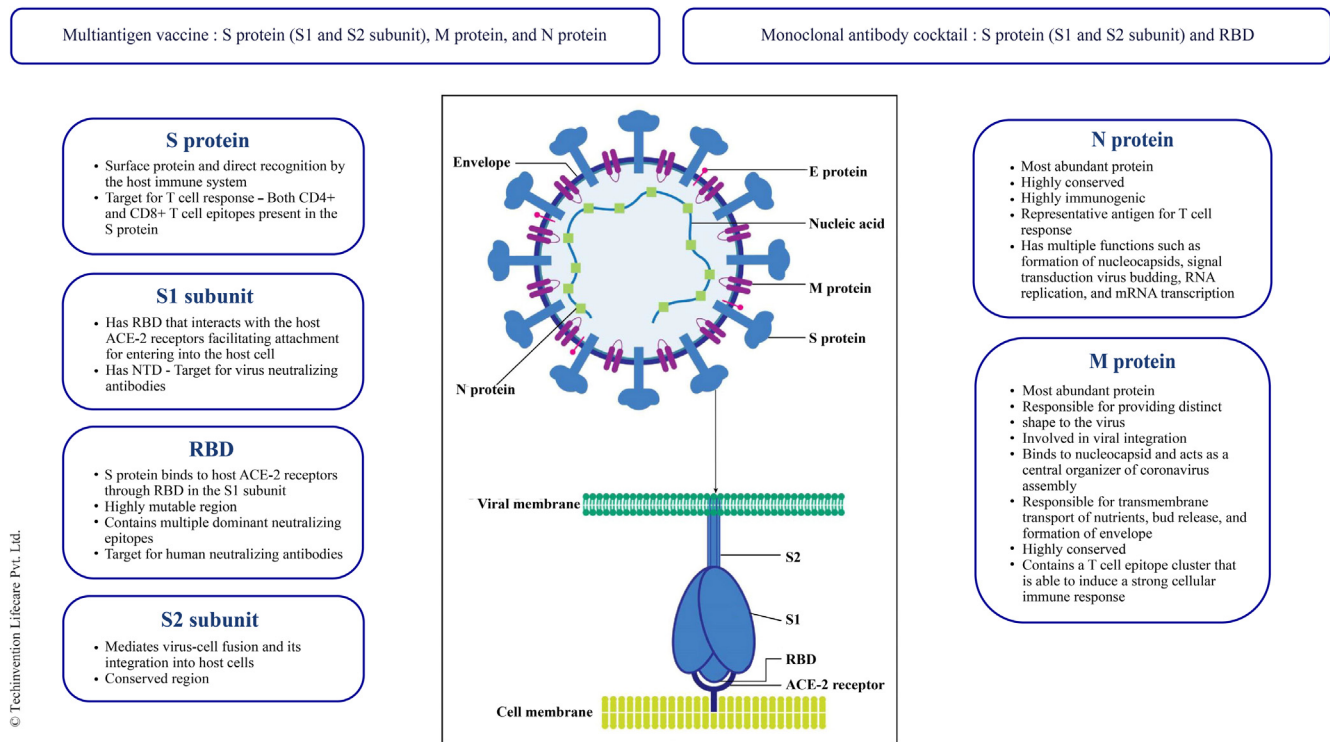 Multiantigen vaccine : S protein (S1 and S2 subunit), M protein, and N protein
Monoclonal antibody cocktail : S protein (S1 and S2 subunit) and RBD
S protein
• Surface protein and direct recognition by
the host immune system
• Target for T cell response – Both CD4+
and CD8+ T cell epitopes present in the
S protein
S1 subunit
• Has RBD that interacts with the host
ACE-2 receptors facilitating attachment
for entering into the host cell
• Has NTD - Target for virus neutralizing
antibodies
RBD
• S protein binds to host ACE-2 receptors
through RBD in the S1 subunit
• Highly mutable region
• Contains multiple dominant neutralizing
epitopes
• Target for human neutralizing antibodies
S2 subunit
• Mediates virus-cell fusion and its
integration into host cells
• Conserved region
Envelope
E protein
Nucleic acid
M protein
S protein
N protein
Viral membrane
S2
S1
RBD
ACE-2 receptor
Cell membrane
N protein
• Most abundant protein
• Highly conserved
• Highly immunogenic
• Representative antigen for T cell
response
• Has multiple functions such as
formation of nucleocapsids, signal
transduction virus budding, RNA
replication, and mRNA transcription
M protein
• Most abundant protein
• Responsible for providing distinct
• shape to the virus
• Involved in viral integration
• Binds to nucleocapsid and acts as a
central organizer of coronavirus
assembly
• Responsible for transmembrane
transport of nutrients, bud release, and
formation of envelope
• Highly conserved
• Contains a T cell epitope cluster that
is able to induce a strong cellular
immune response
© Techinvention Lifecare Pvt. Ltd.